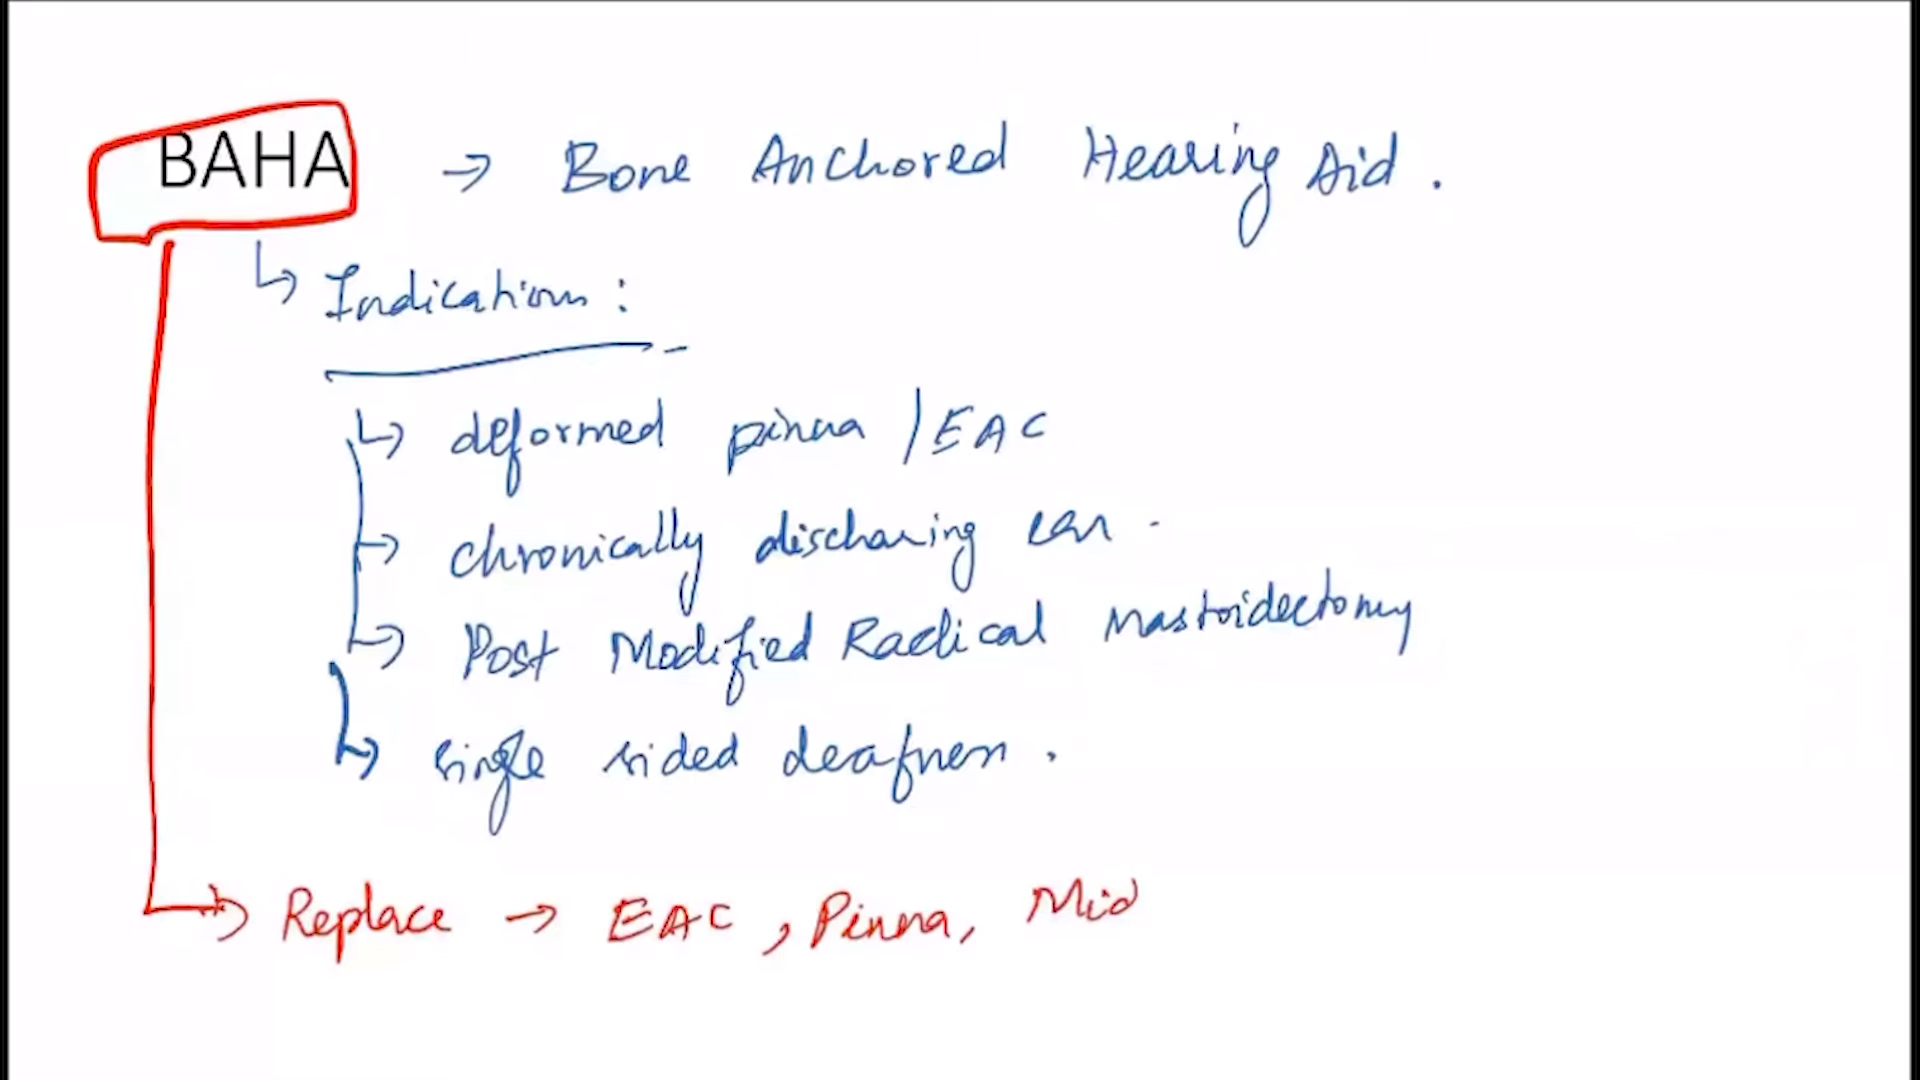 BAHA → Bone Anchored Hearing Aid.
↳ Indications:
↳ deformed pinna / EAC
→ chronically discharing ear.
↳ Post Modified Radical Mastoidectomy
↳ single sided deafness.
→ Replace → EAC, Pinna, Mid